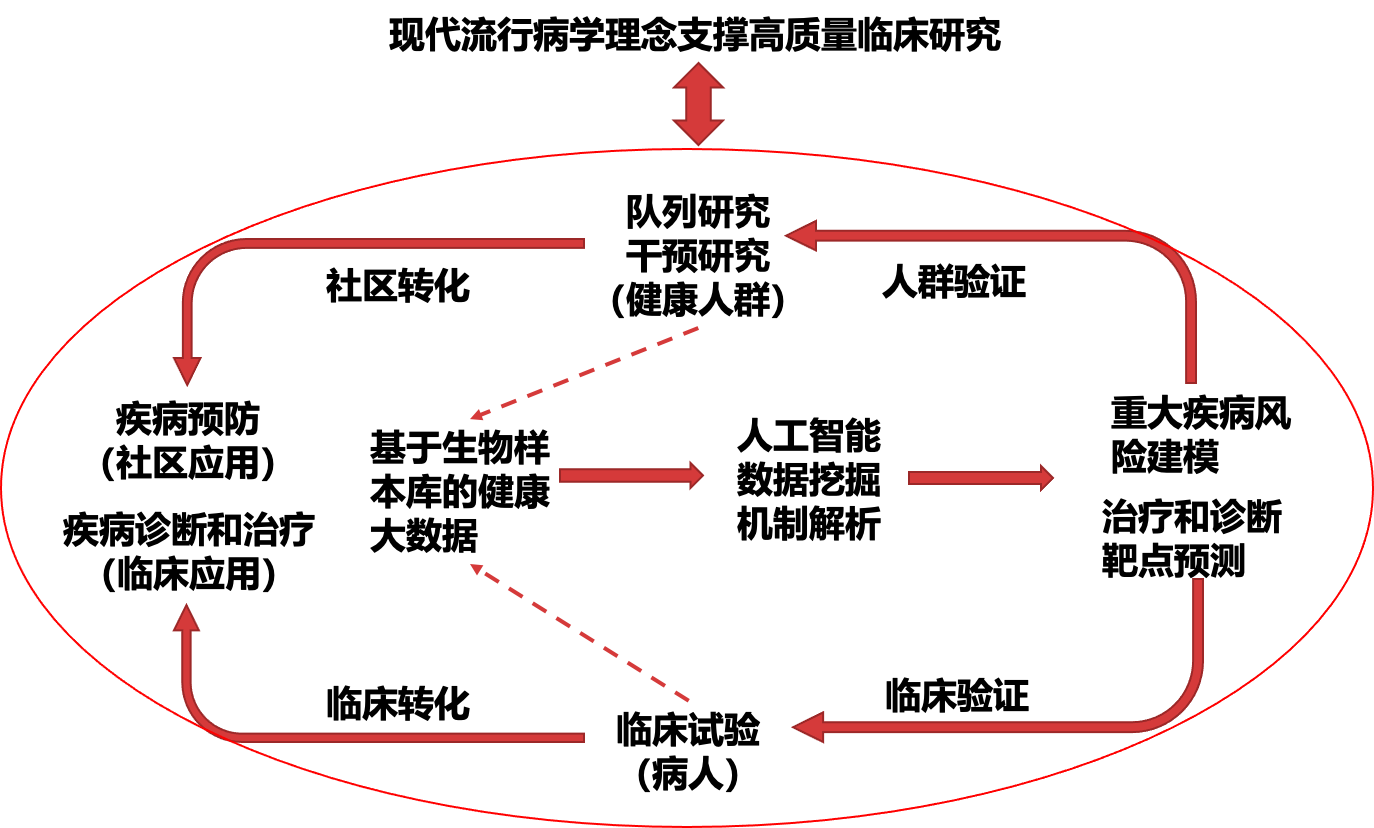 现代流行病学理念支撑高质量临床研究
队列研究
干预研究
（健康人群）
社区转化
人群验证
疾病预防
（社区应用）
疾病诊断和治疗
（临床应用）
基于生物样
本库的健康
大数据
人工智能
数据挖掘
机制解析
重大疾病风
险建模
治疗和诊断
靶点预测
临床转化
临床验证
临床试验
（病人）